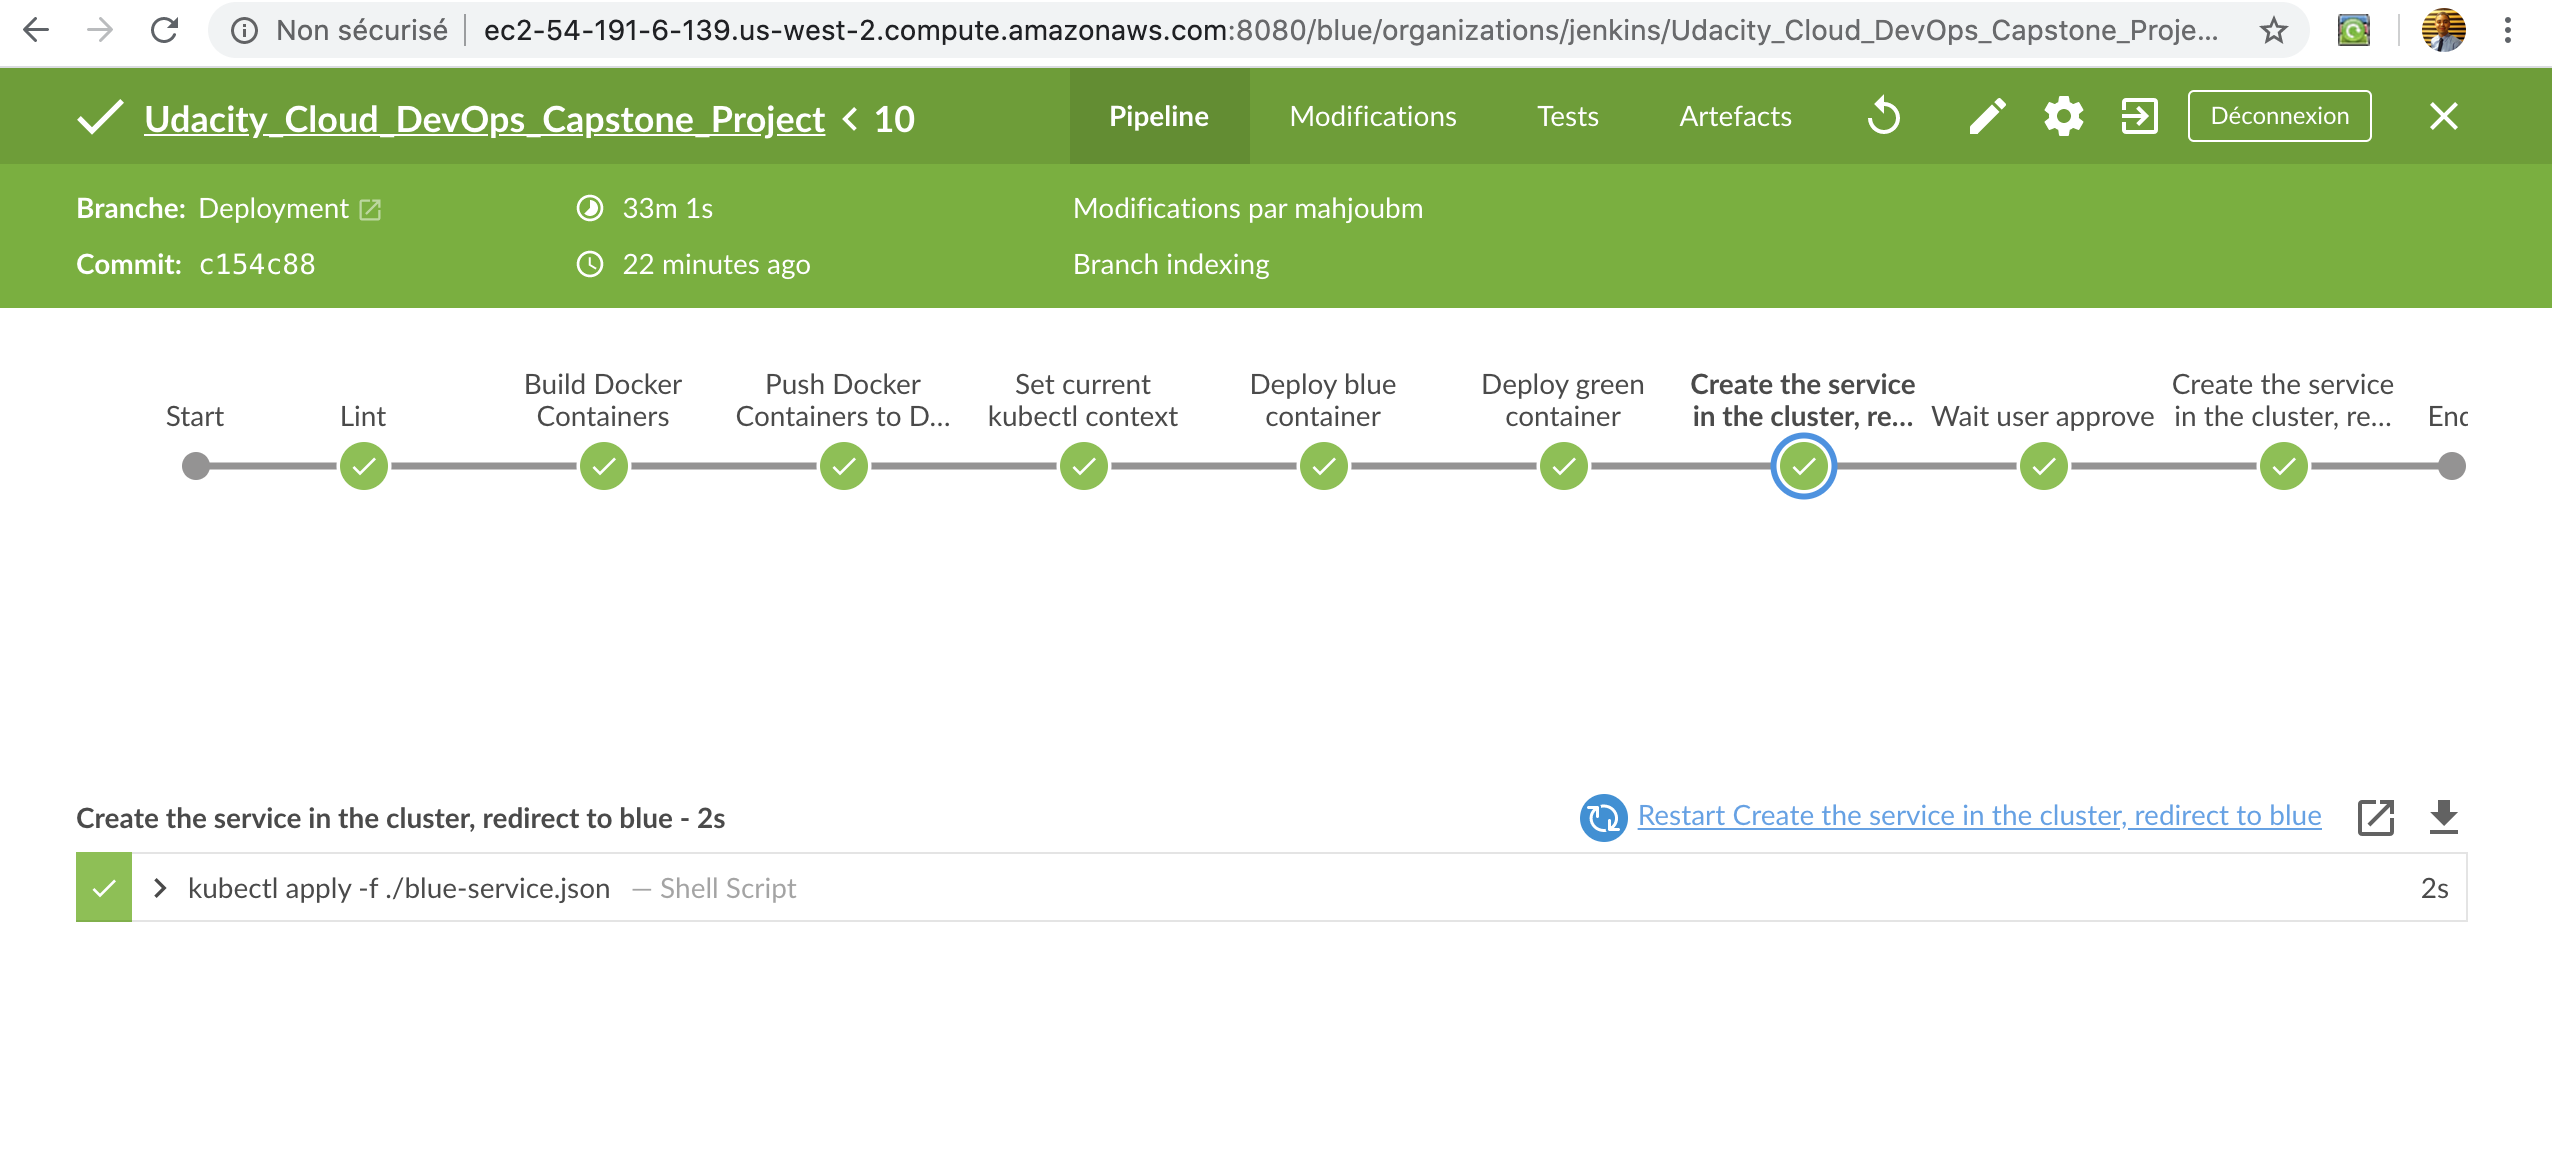 Non sécurisé ec2-54-191-6-139.us-west-2.compute.amazonaws.com:8080/blue/organizations/jenkins/Udacity_Cloud_DevOps_Capstone_Proje...
Udacity_Cloud_DevOps_Capstone_Project < 10
Pipeline Modifications Tests Artefacts Déconnexion
Branche: Deployment 33m 1s Modifications par mahjoubm
Commit: c154c88 22 minutes ago Branch indexing
Start
Lint
Build Docker
Containers
Push Docker
Containers to D...
Set current
kubectl context
Deploy blue
container
Deploy green
container
Create the service
in the cluster, re...
Wait user approve
Create the service
in the cluster, re...
End
Create the service in the cluster, redirect to blue - 2s
Restart Create the service in the cluster, redirect to blue
kubectl apply -f ./blue-service.json — Shell Script 2s